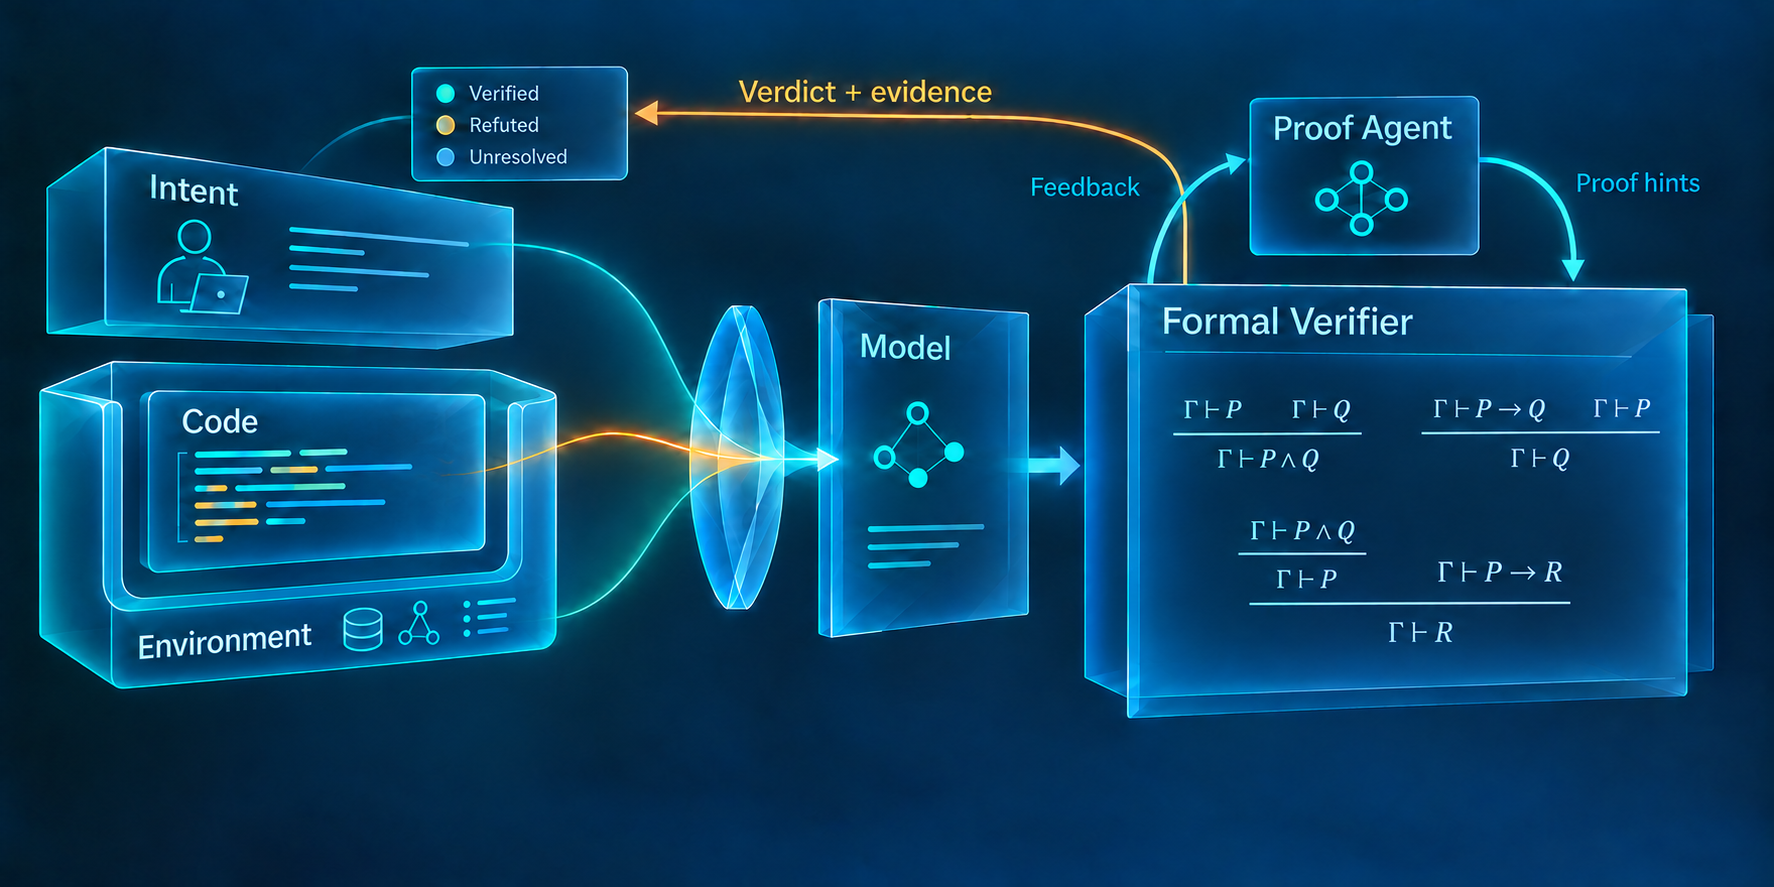 Verified
Refuted
Unresolved
Verdict + evidence
Proof Agent
Feedback
Proof hints
Intent
Code
Environment
Model
Formal Verifier
Γ ⊢ P Γ ⊢ Q
Γ ⊢ P ∧ Q
Γ ⊢ P → Q Γ ⊢ P
Γ ⊢ Q
Γ ⊢ P ∧ Q
Γ ⊢ P Γ ⊢ P → R
Γ ⊢ R